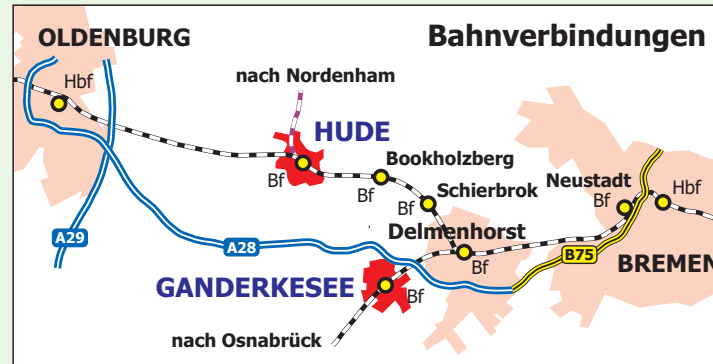 OLDENBURG
Bahnverbindungen
nach Nordenham
Hbf
HUDE
Bf
Bookholzberg
Bf
Schierbrok
Bf
Neustadt
Bf
Hbf
Delmenhorst
Bf
A29
A28
B75
BREMEN
GANDERKESEE
Bf
nach Osnabrück